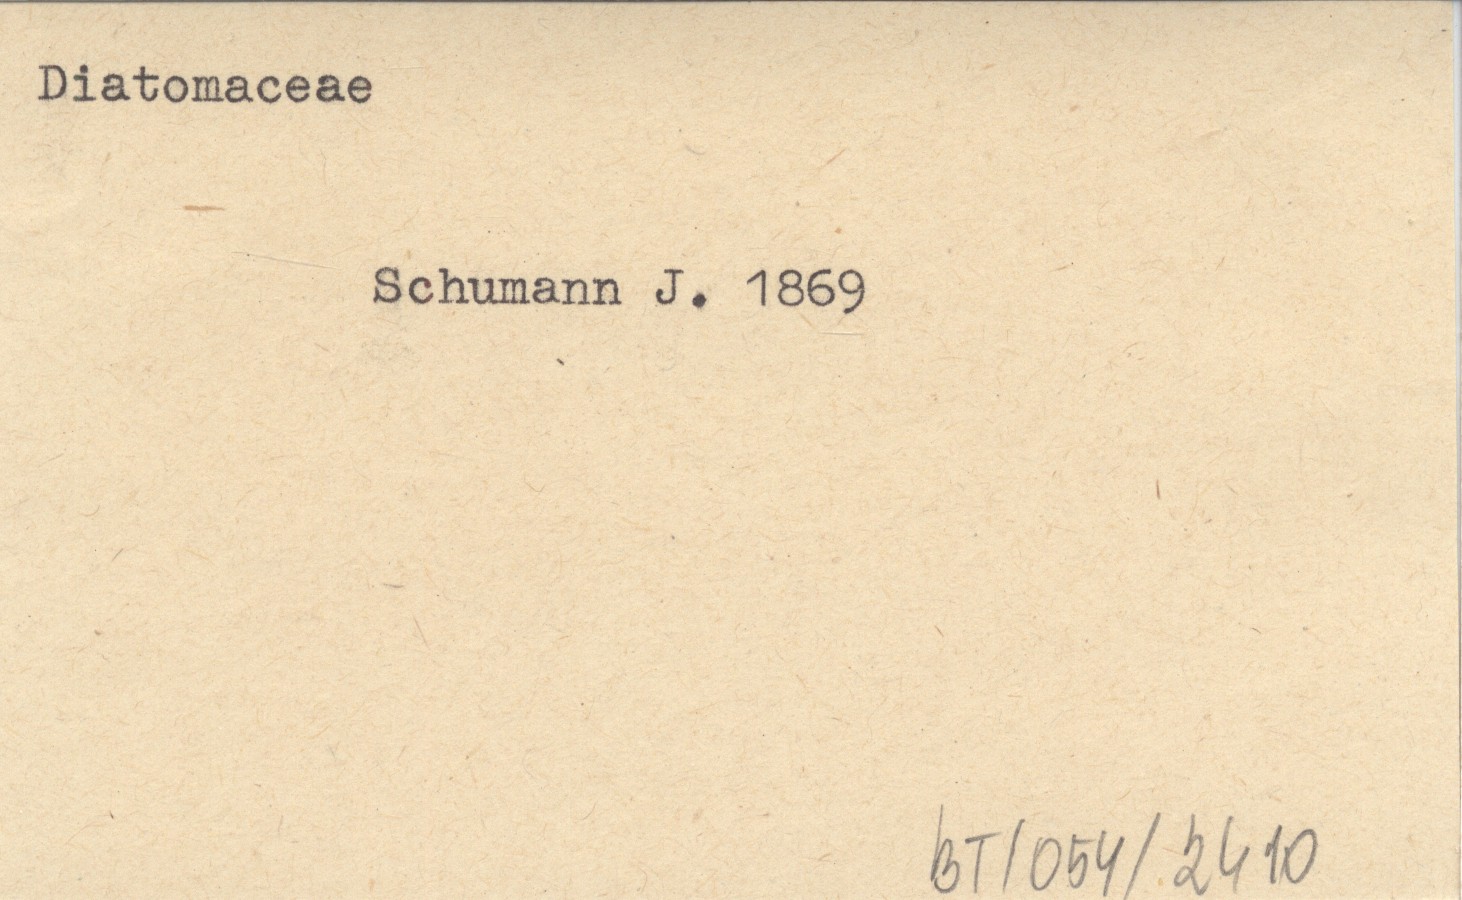 Diatomaceae
Schumann J. 1869
BT/054/2410